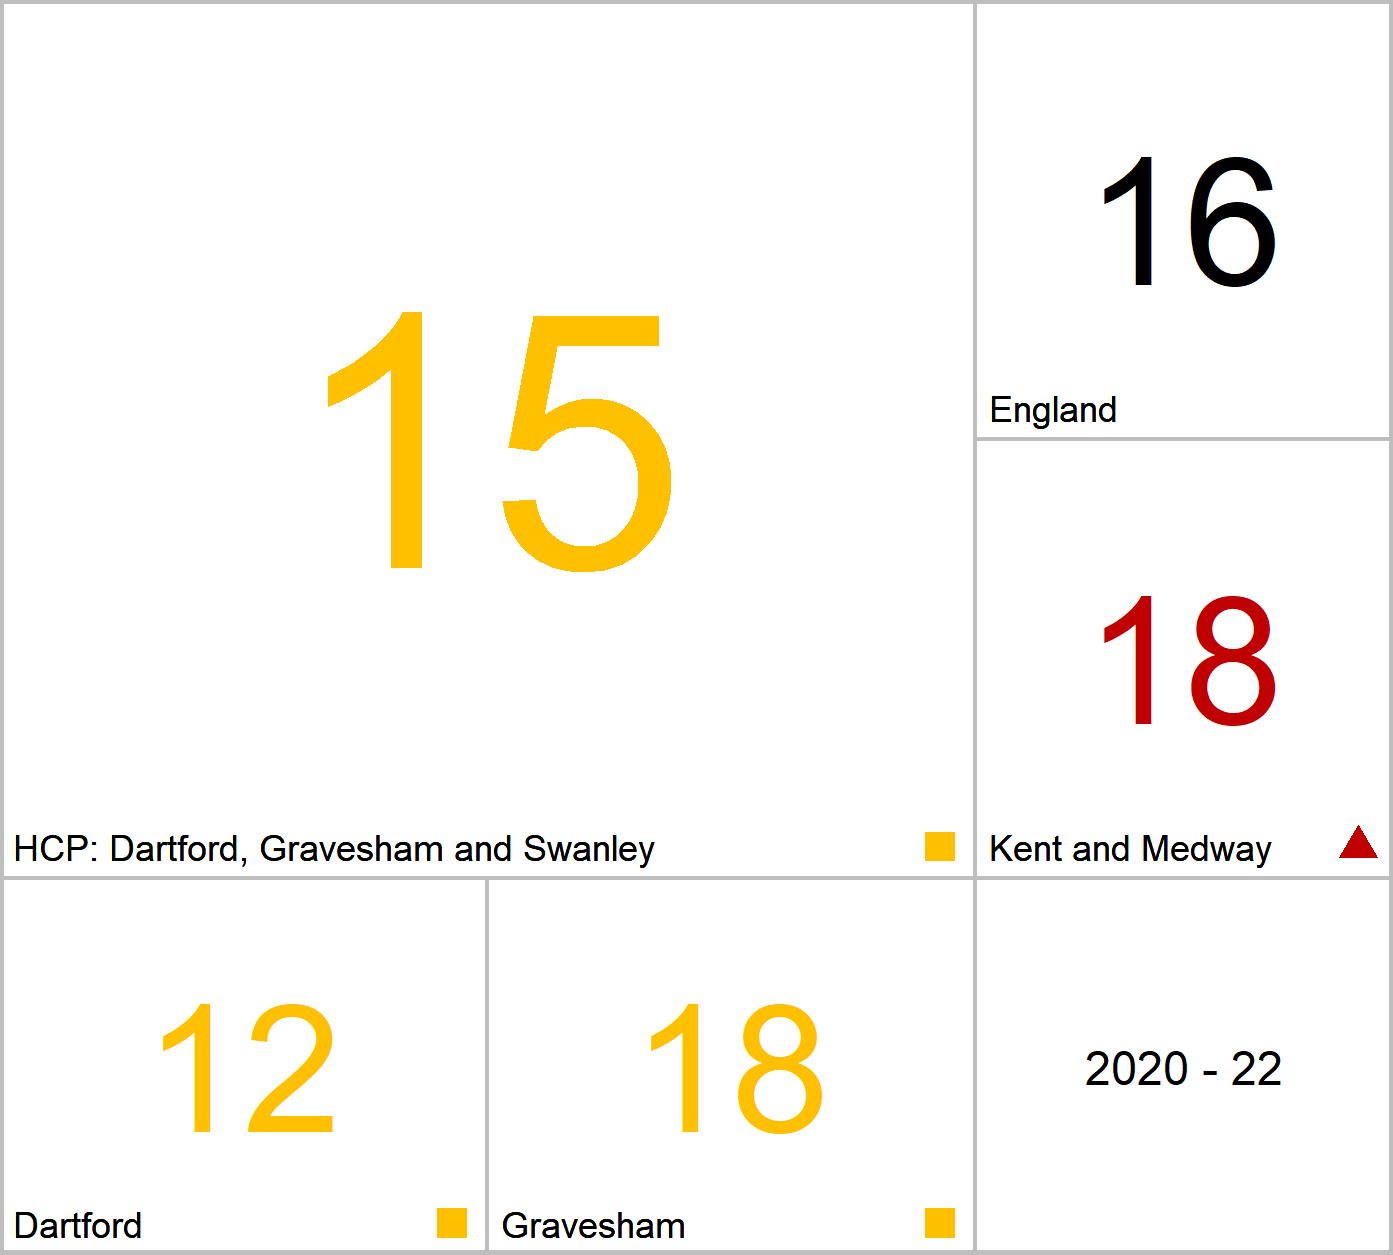 15
HCP: Dartford, Gravesham and Swanley
16
England
18
Kent and Medway
12
Dartford
18
Gravesham
2020 - 22